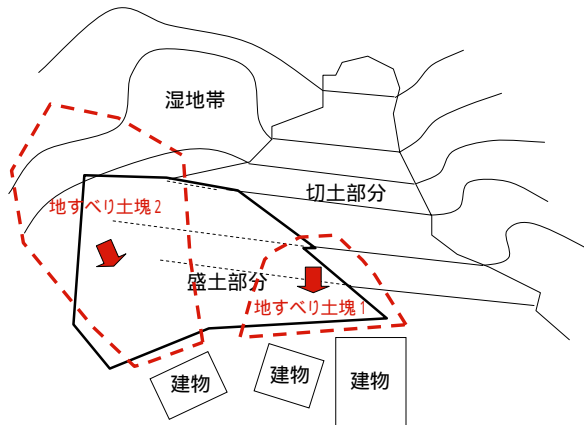 湿地帯
切土部分
地すべり土塊2
盛土部分
地すべり土塊1
建物
建物
建物